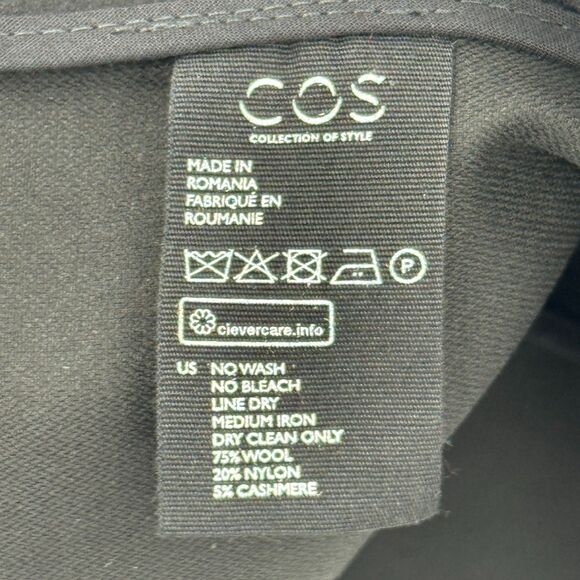 COS
COLLECTION OF STYLE
MADE IN
ROMANIA
FABRIQUÉ EN
ROUMANIE
P
clevercare.info
US NO WASH
NO BLEACH
LINE DRY
MEDIUM IRON
DRY CLEAN ONLY
75% WOOL
20% NYLON
5% CASHMERE